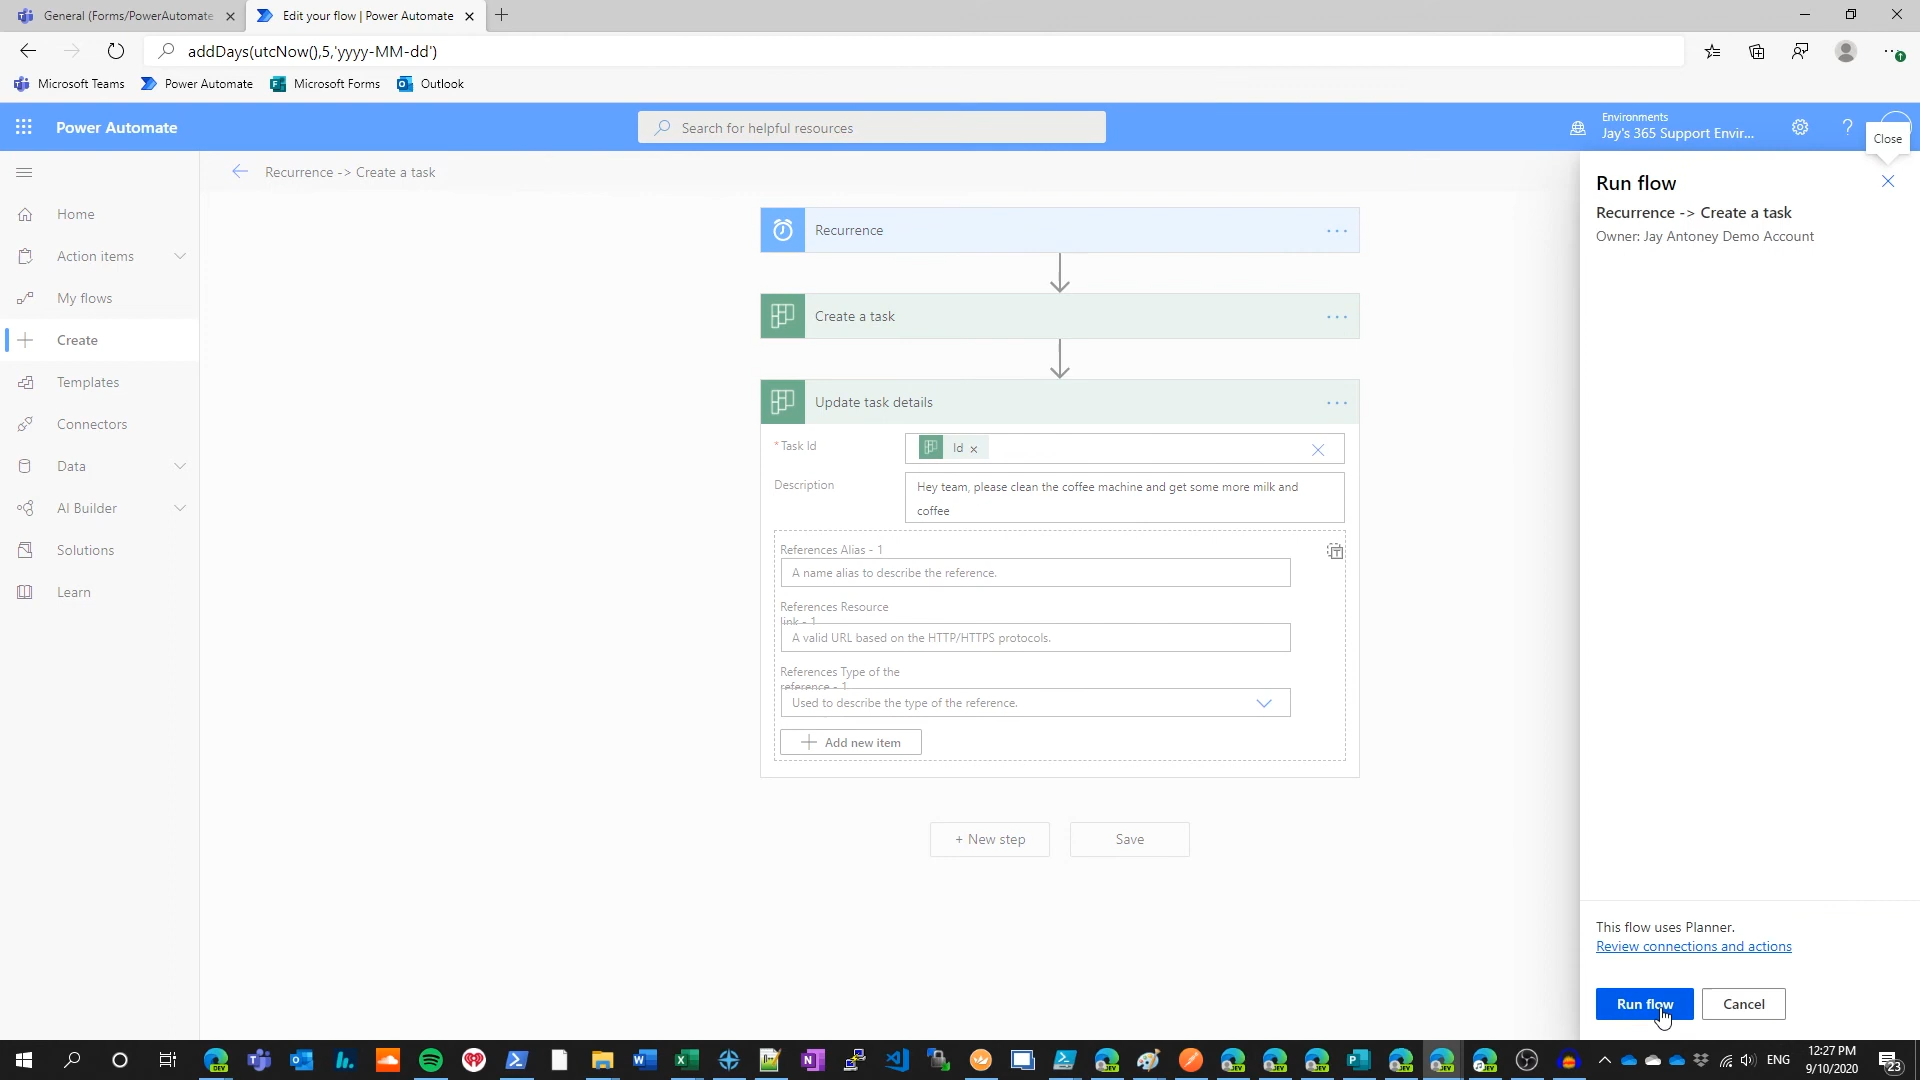 General (Forms/PowerAutomate
Edit your flow | Power Automate
addDays(utcNow(),5,'yyyy-MM-dd')
Microsoft Teams
Power Automate
Microsoft Forms
Outlook
Power Automate
Search for helpful resources
Environments
Jay's 365 Support Envir...
?
Close
Recurrence -> Create a task
Home
Action items
My flows
Create
Templates
Connectors
Data
AI Builder
Solutions
Learn
Recurrence
Create a task
Update task details
* Task Id
Id
Description
Hey team, please clean the coffee machine and get some more milk and
coffee
References Alias - 1
A name alias to describe the reference.
References Resource
link - 1
A valid URL based on the HTTP/HTTPS protocols.
References Type of the
reference - 1
Used to describe the type of the reference.
Add new item
+ New step
Save
Run flow
Recurrence -> Create a task
Owner: Jay Antoney Demo Account
This flow uses Planner.
Review connections and actions
Run flow
Cancel
ENG
12:27 PM
9/10/2020
23